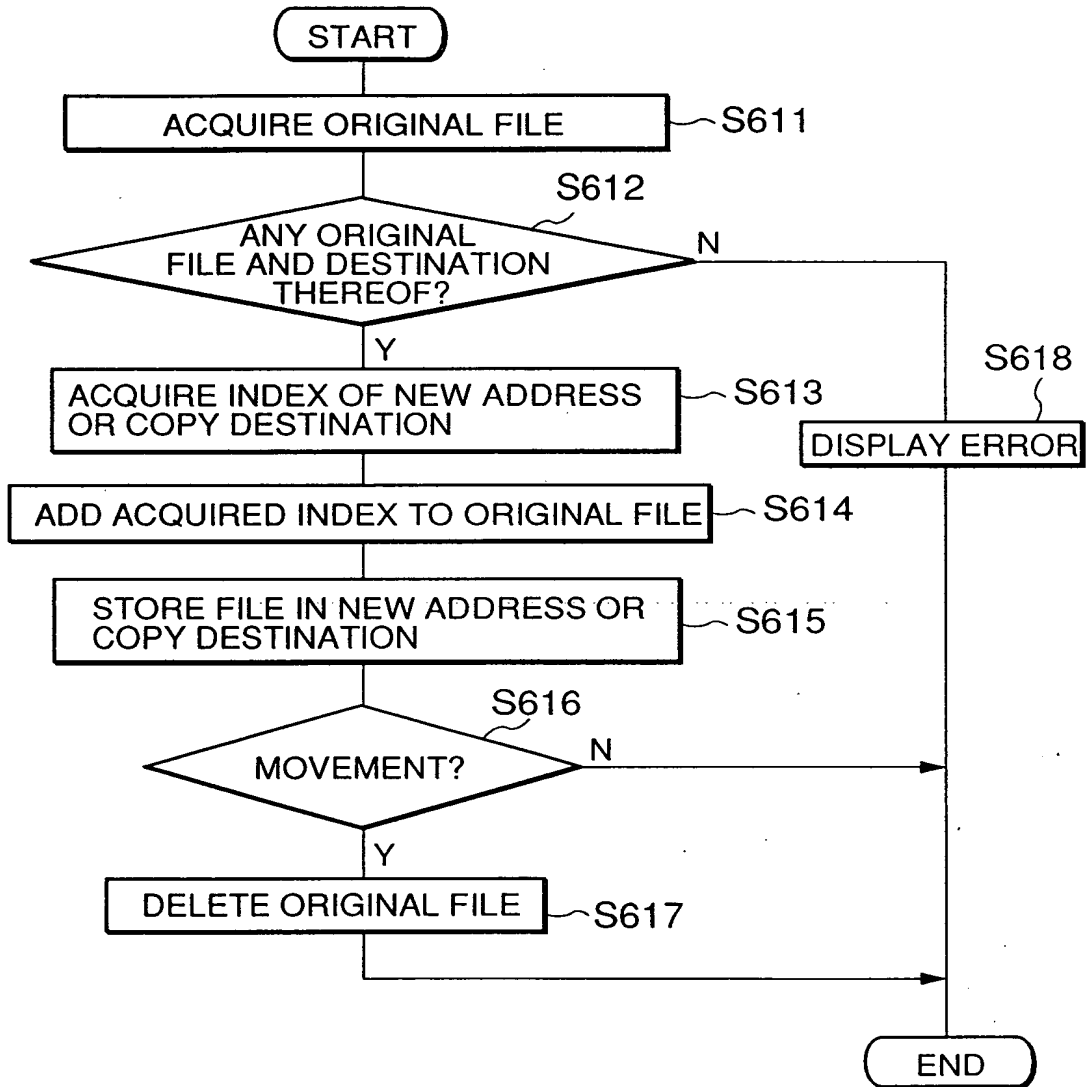 START
ACQUIRE ORIGINAL FILE
S611
S612
ANY ORIGINAL
FILE AND DESTINATION
THEREOF?
N
Y
S618
ACQUIRE INDEX OF NEW ADDRESS
OR COPY DESTINATION
S613
DISPLAY ERROR
ADD ACQUIRED INDEX TO ORIGINAL FILE
S614
STORE FILE IN NEW ADDRESS OR
COPY DESTINATION
S615
S616
MOVEMENT?
N
Y
DELETE ORIGINAL FILE
S617
END